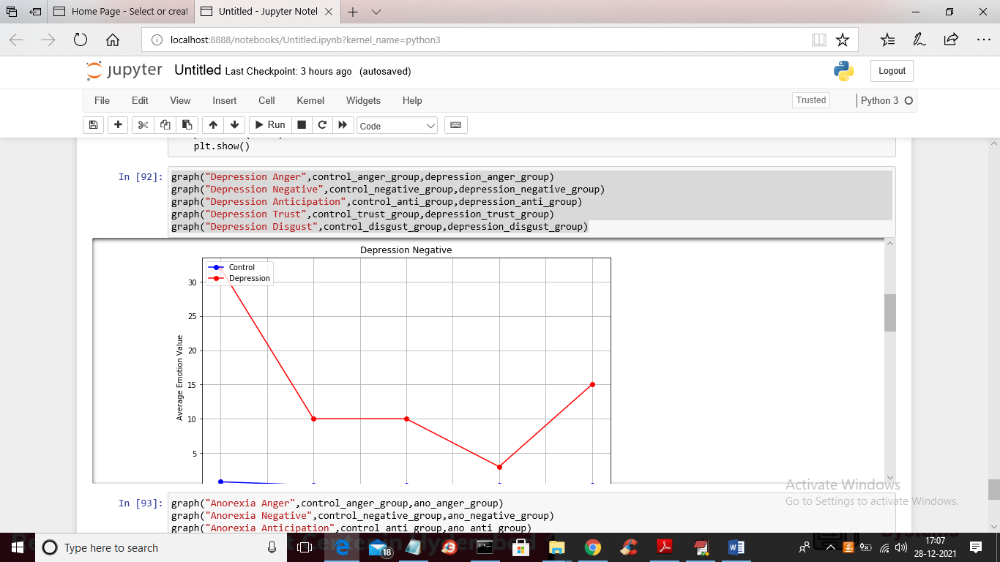 Home Page - Select or creat
Untitled - Jupyter Notel
localhost:8888/notebooks/Untitled.ipynb?kernel_name=python3
jupyter Untitled Last Checkpoint: 3 hours ago (autosaved)
Logout
File Edit View Insert Cell Kernel Widgets Help
Trusted
Python 3
Run
Code
plt.show()
In [92]:
graph("Depression Anger",control_anger_group,depression_anger_group)
graph("Depression Negative",control_negative_group,depression_negative_group)
graph("Depression Anticipation",control_anti_group,depression_anti_group)
graph("Depression Trust",control_trust_group,depression_trust_group)
graph("Depression Disgust",control_disgust_group,depression_disgust_group)
Depression Negative
Control
Depression
30
25
20
15
10
5
Average Emotion Value
Activate Windows
Go to Settings to activate Windows.
In [93]:
graph("Anorexia Anger",control_anger_group,ano_anger_group)
graph("Anorexia Negative",control_negative_group,ano_negative_group)
graph("Anorexia Anticipation",control_anti_group,ano_anti_group)
Type here to search
18
17:07
28-12-2021